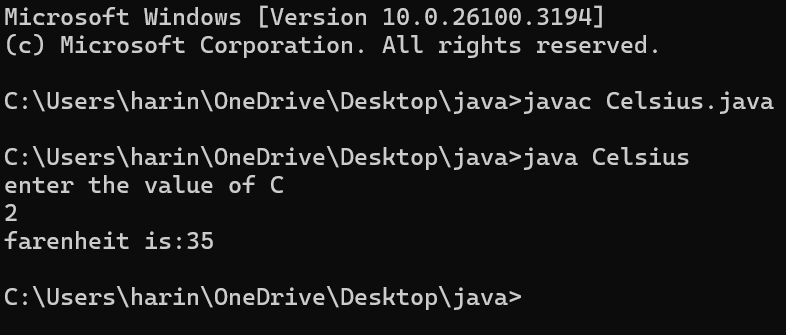 Microsoft Windows [Version 10.0.26100.3194]
(c) Microsoft Corporation. All rights reserved.
C:\Users\harin\OneDrive\Desktop\java>javac Celsius.java
C:\Users\harin\OneDrive\Desktop\java>java Celsius
enter the value of C
2
farenheit is:35
C:\Users\harin\OneDrive\Desktop\java>